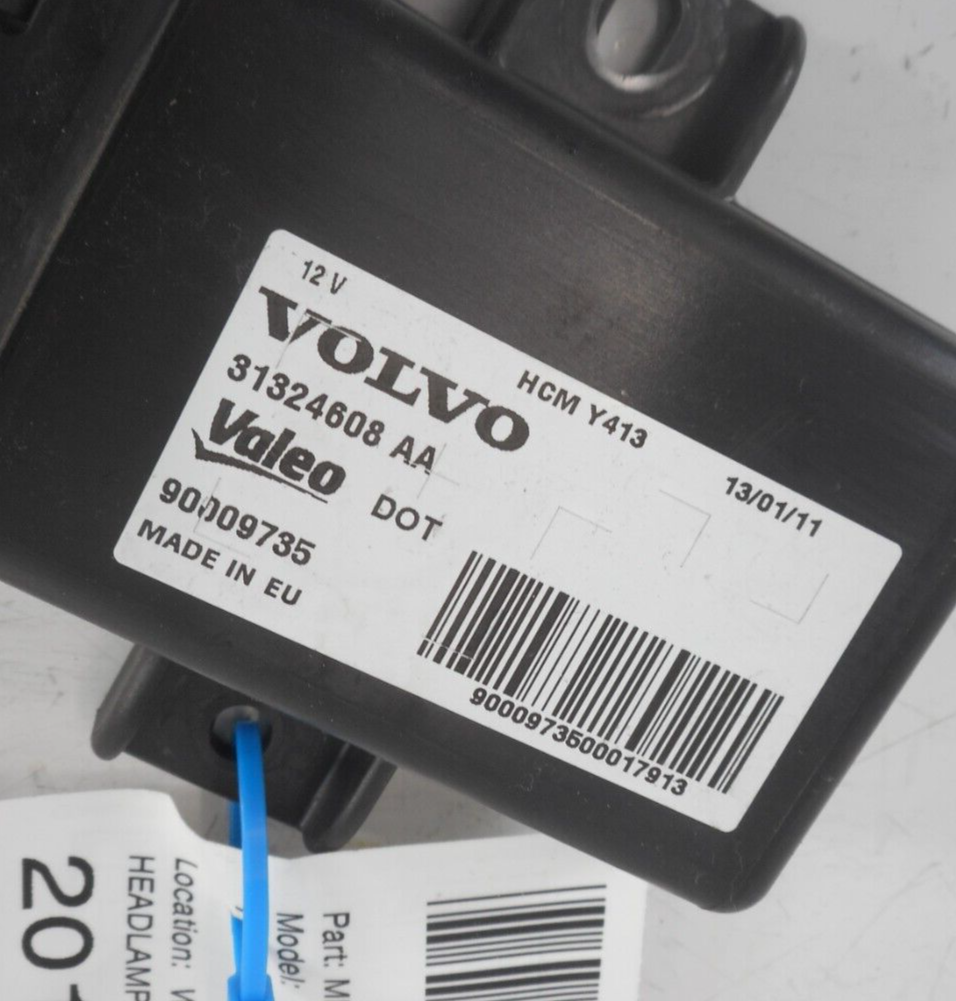 12 V
VOLVO
HCM Y413
13/01/11
31324608 AA
Valeo
DOT
90009735
MADE IN EU
9000973500017913
Part: M
Model:
Location:
HEADLAMP
20